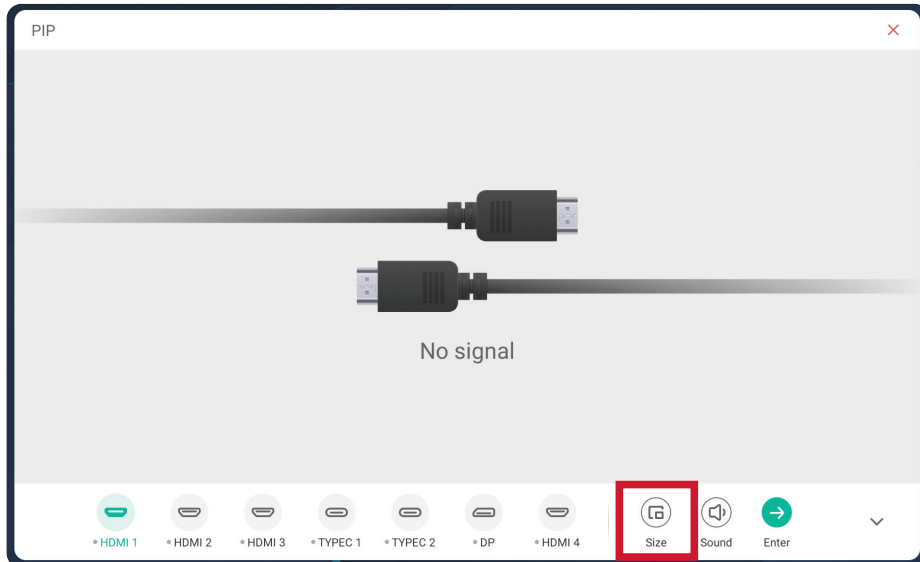 PIP
No signal
HDMI 1 HDMI 2 HDMI 3 TYPEC 1 TYPEC 2 DP HDMI 4 Size Sound Enter